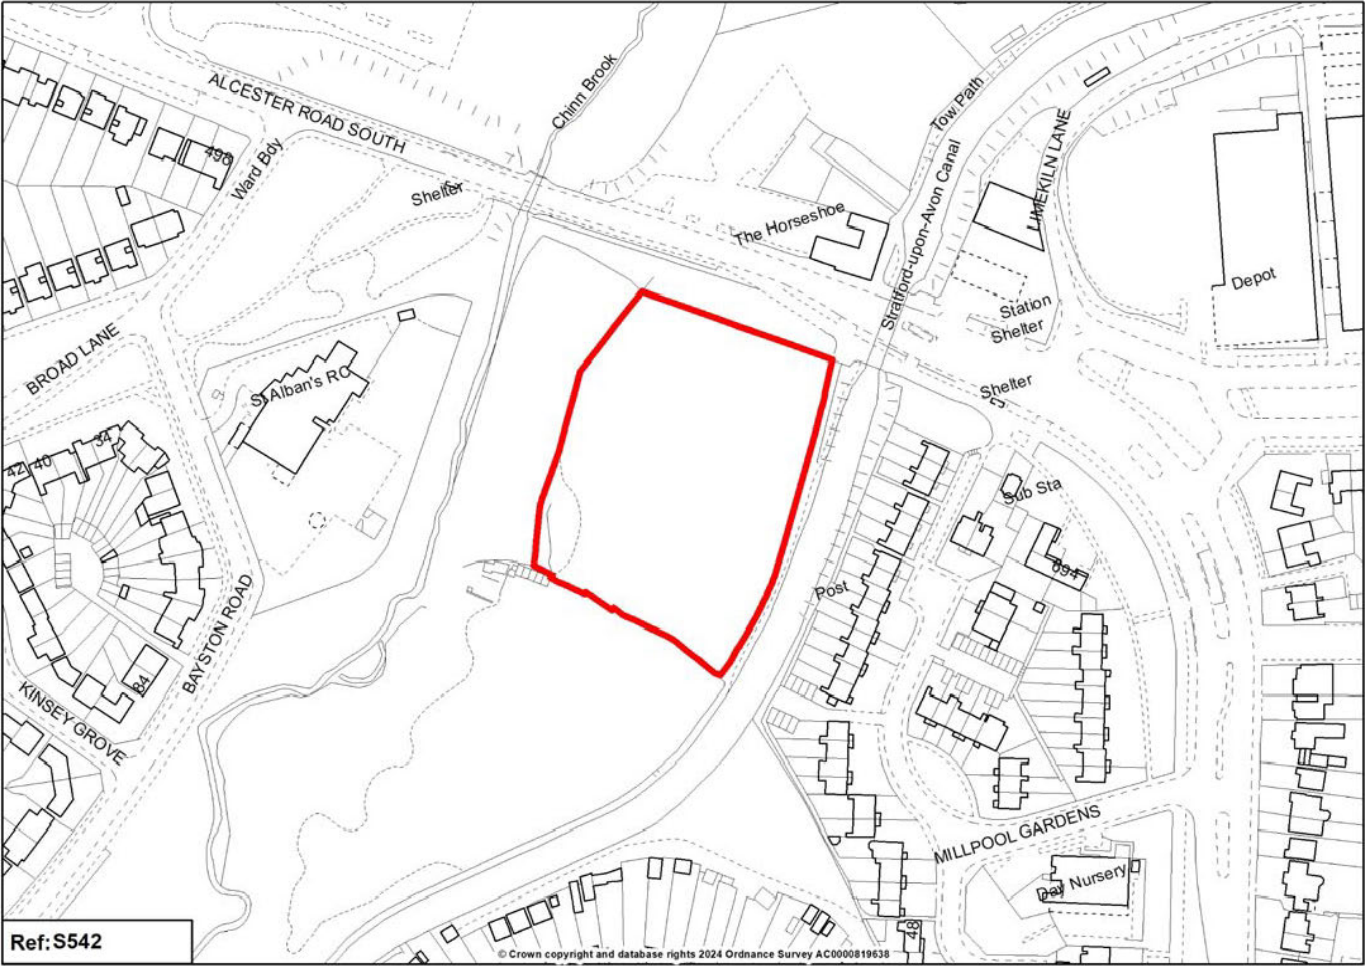 ALCESTER ROAD SOUTH
Chinn Brook
Tow Path
LIMEKILN LANE
496
Ward Bdy
Shelter
The Horseshoe
Stratford-upon-Avon Canal
Depot
Station
Shelter
BROAD LANE
St Alban's RC
Shelter
34
40
42
Sub Sta
694
Post
BAYSTON ROAD
84
KINSEY GROVE
MILLPOOL GARDENS
Day Nursery
48
Ref:S542
© Crown copyright and database rights 2024 Ordnance Survey AC0000819638